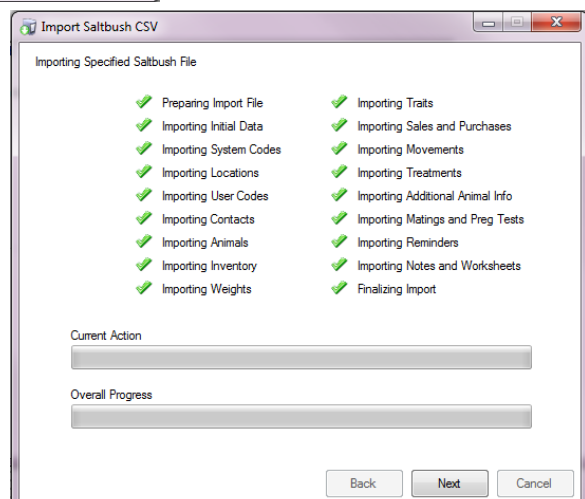 Import Saltbush CSV
Importing Specified Saltbush File
Preparing Import File
Importing Initial Data
Importing System Codes
Importing Locations
Importing User Codes
Importing Contacts
Importing Animals
Importing Inventory
Importing Weights
Importing Traits
Importing Sales and Purchases
Importing Movements
Importing Treatments
Importing Additional Animal Info
Importing Matings and Preg Tests
Importing Reminders
Importing Notes and Worksheets
Finalizing Import
Current Action
Overall Progress
Back
Next
Cancel